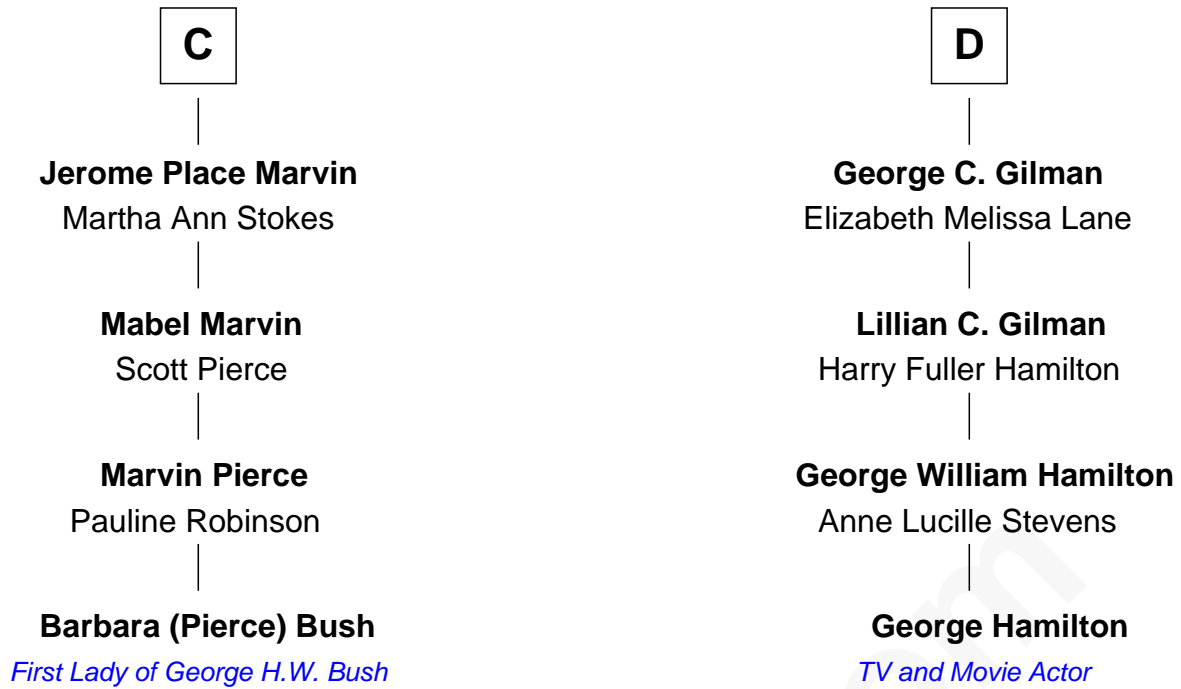 C
Jerome Place Marvin
Martha Ann Stokes
Mabel Marvin
Scott Pierce
Marvin Pierce
Pauline Robinson
Barbara (Pierce) Bush
First Lady of George H.W. Bush
D
George C. Gilman
Elizabeth Melissa Lane
Lillian C. Gilman
Harry Fuller Hamilton
George William Hamilton
Anne Lucille Stevens
George Hamilton
TV and Movie Actor
om